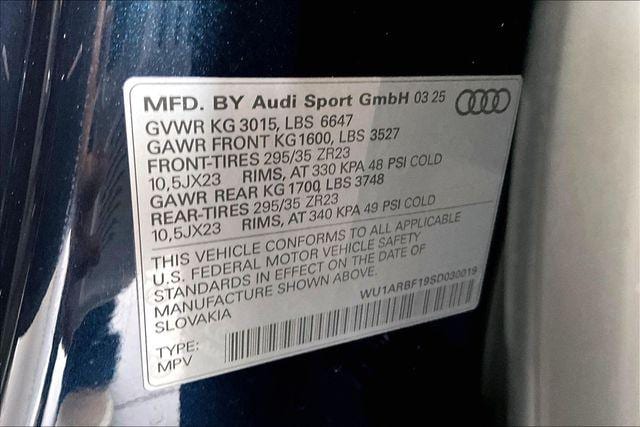 MFD. BY Audi Sport GmbH 03 25
GVWR KG 3015, LBS 6647
GAWR FRONT KG1600, LBS 3527
FRONT-TIRES 295/35 ZR23
10,5JX23 RIMS, AT 330 KPA 48 PSI COLD
GAWR REAR KG 1700, LBS 3748
REAR-TIRES 295/35 ZR23
10,5JX23 RIMS, AT 340 KPA 49 PSI COLD
THIS VEHICLE CONFORMS TO ALL APPLICABLE
U.S. FEDERAL MOTOR VEHICLE SAFETY
STANDARDS IN EFFECT ON THE DATE OF
MANUFACTURE SHOWN ABOVE.
SLOVAKIA
WU1ARBF19SD030019
TYPE:
MPV